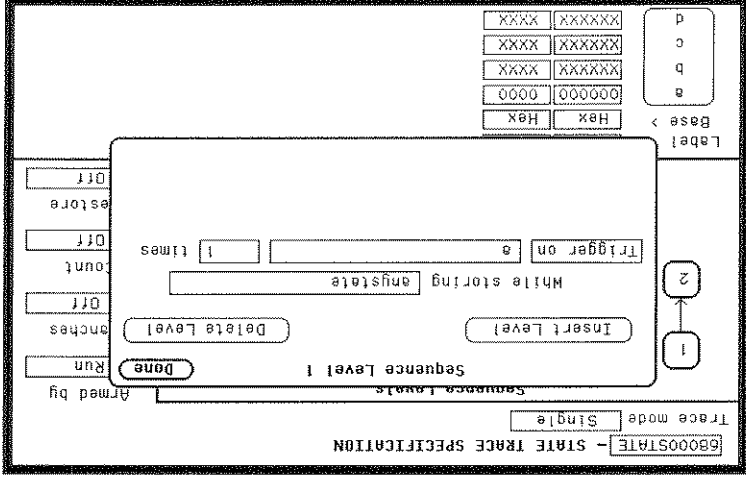 68000STATE – STATE TRACE SPECIFICATION
Trace mode Single
Sequence Levels
Armed by
Run
anches
Off
ount
Off
estore
Off
1
2
Sequence Level 1
Done
Insert Level
Delete Level
While storing anystate
Trigger on a 1 times
Label
Base > Hex Hex
a 000000 0000
b XXXXXX XXXX
c XXXXXX XXXX
d XXXXXX XXXX